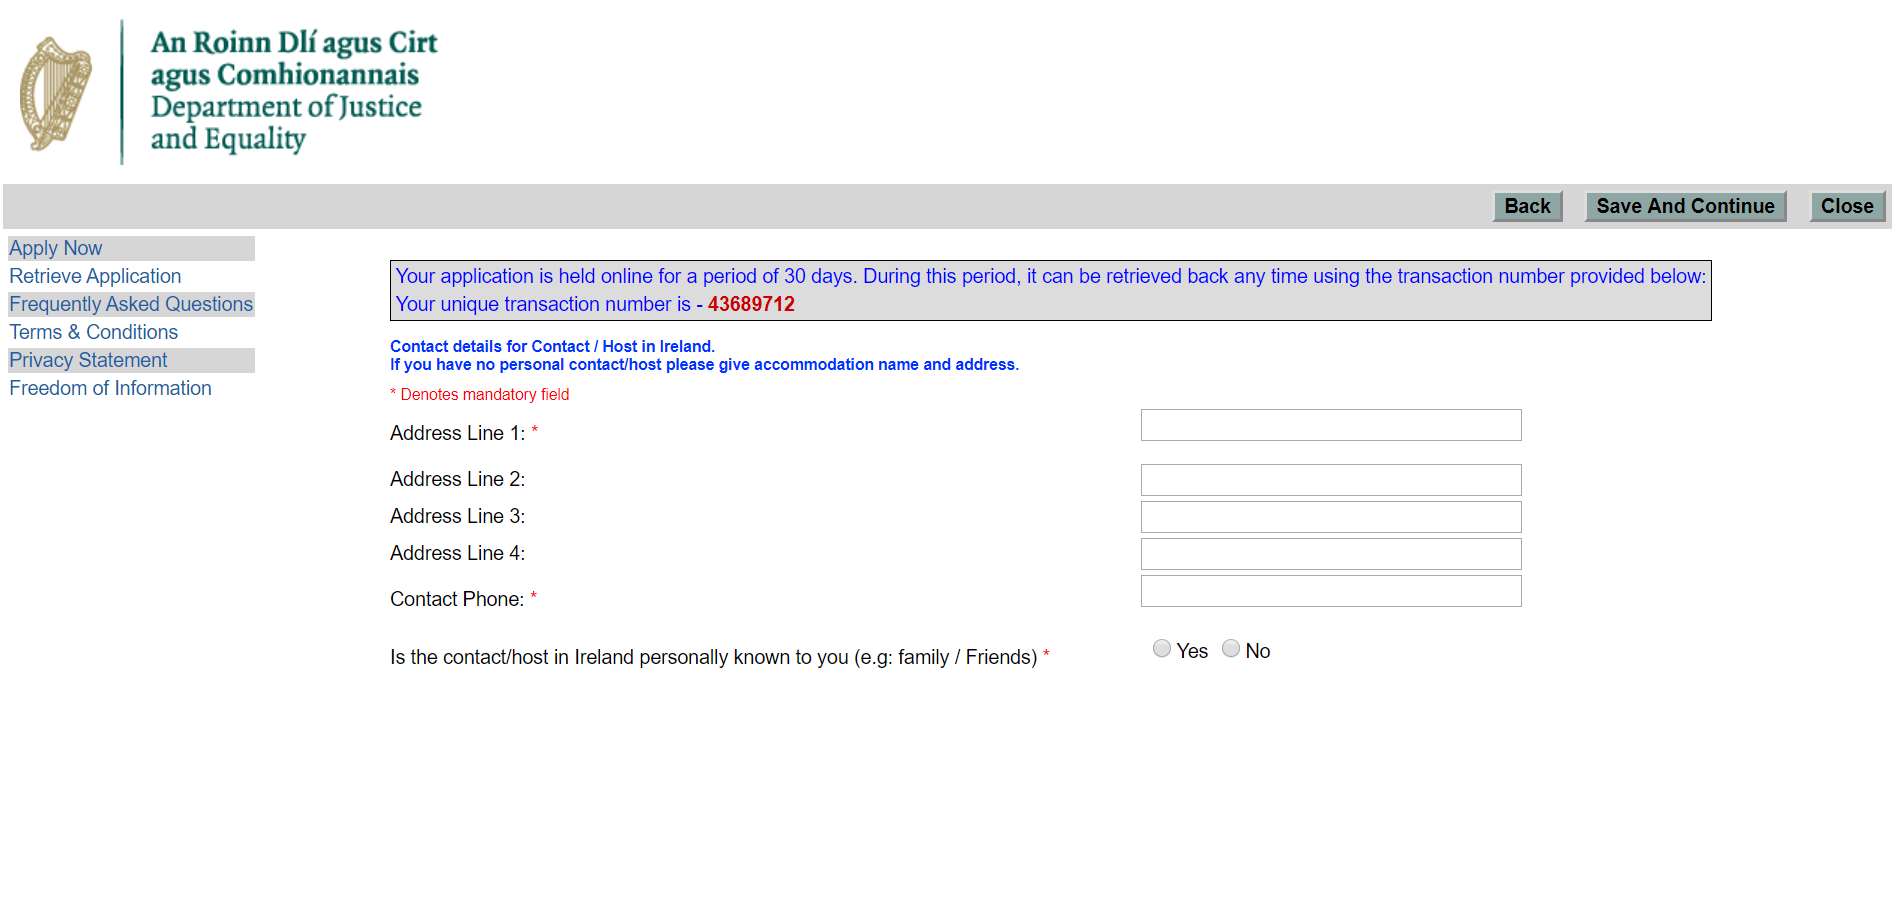 An Roinn Dlí agus Cirt
agus Comhionannais
Department of Justice
and Equality
Back Save And Continue Close
Apply Now
Retrieve Application
Frequently Asked Questions
Terms & Conditions
Privacy Statement
Freedom of Information
Your application is held online for a period of 30 days. During this period, it can be retrieved back any time using the transaction number provided below:
Your unique transaction number is - 43689712
Contact details for Contact / Host in Ireland.
If you have no personal contact/host please give accommodation name and address.
* Denotes mandatory field
Address Line 1: *
Address Line 2:
Address Line 3:
Address Line 4:
Contact Phone: *
Is the contact/host in Ireland personally known to you (e.g: family / Friends) * Yes No